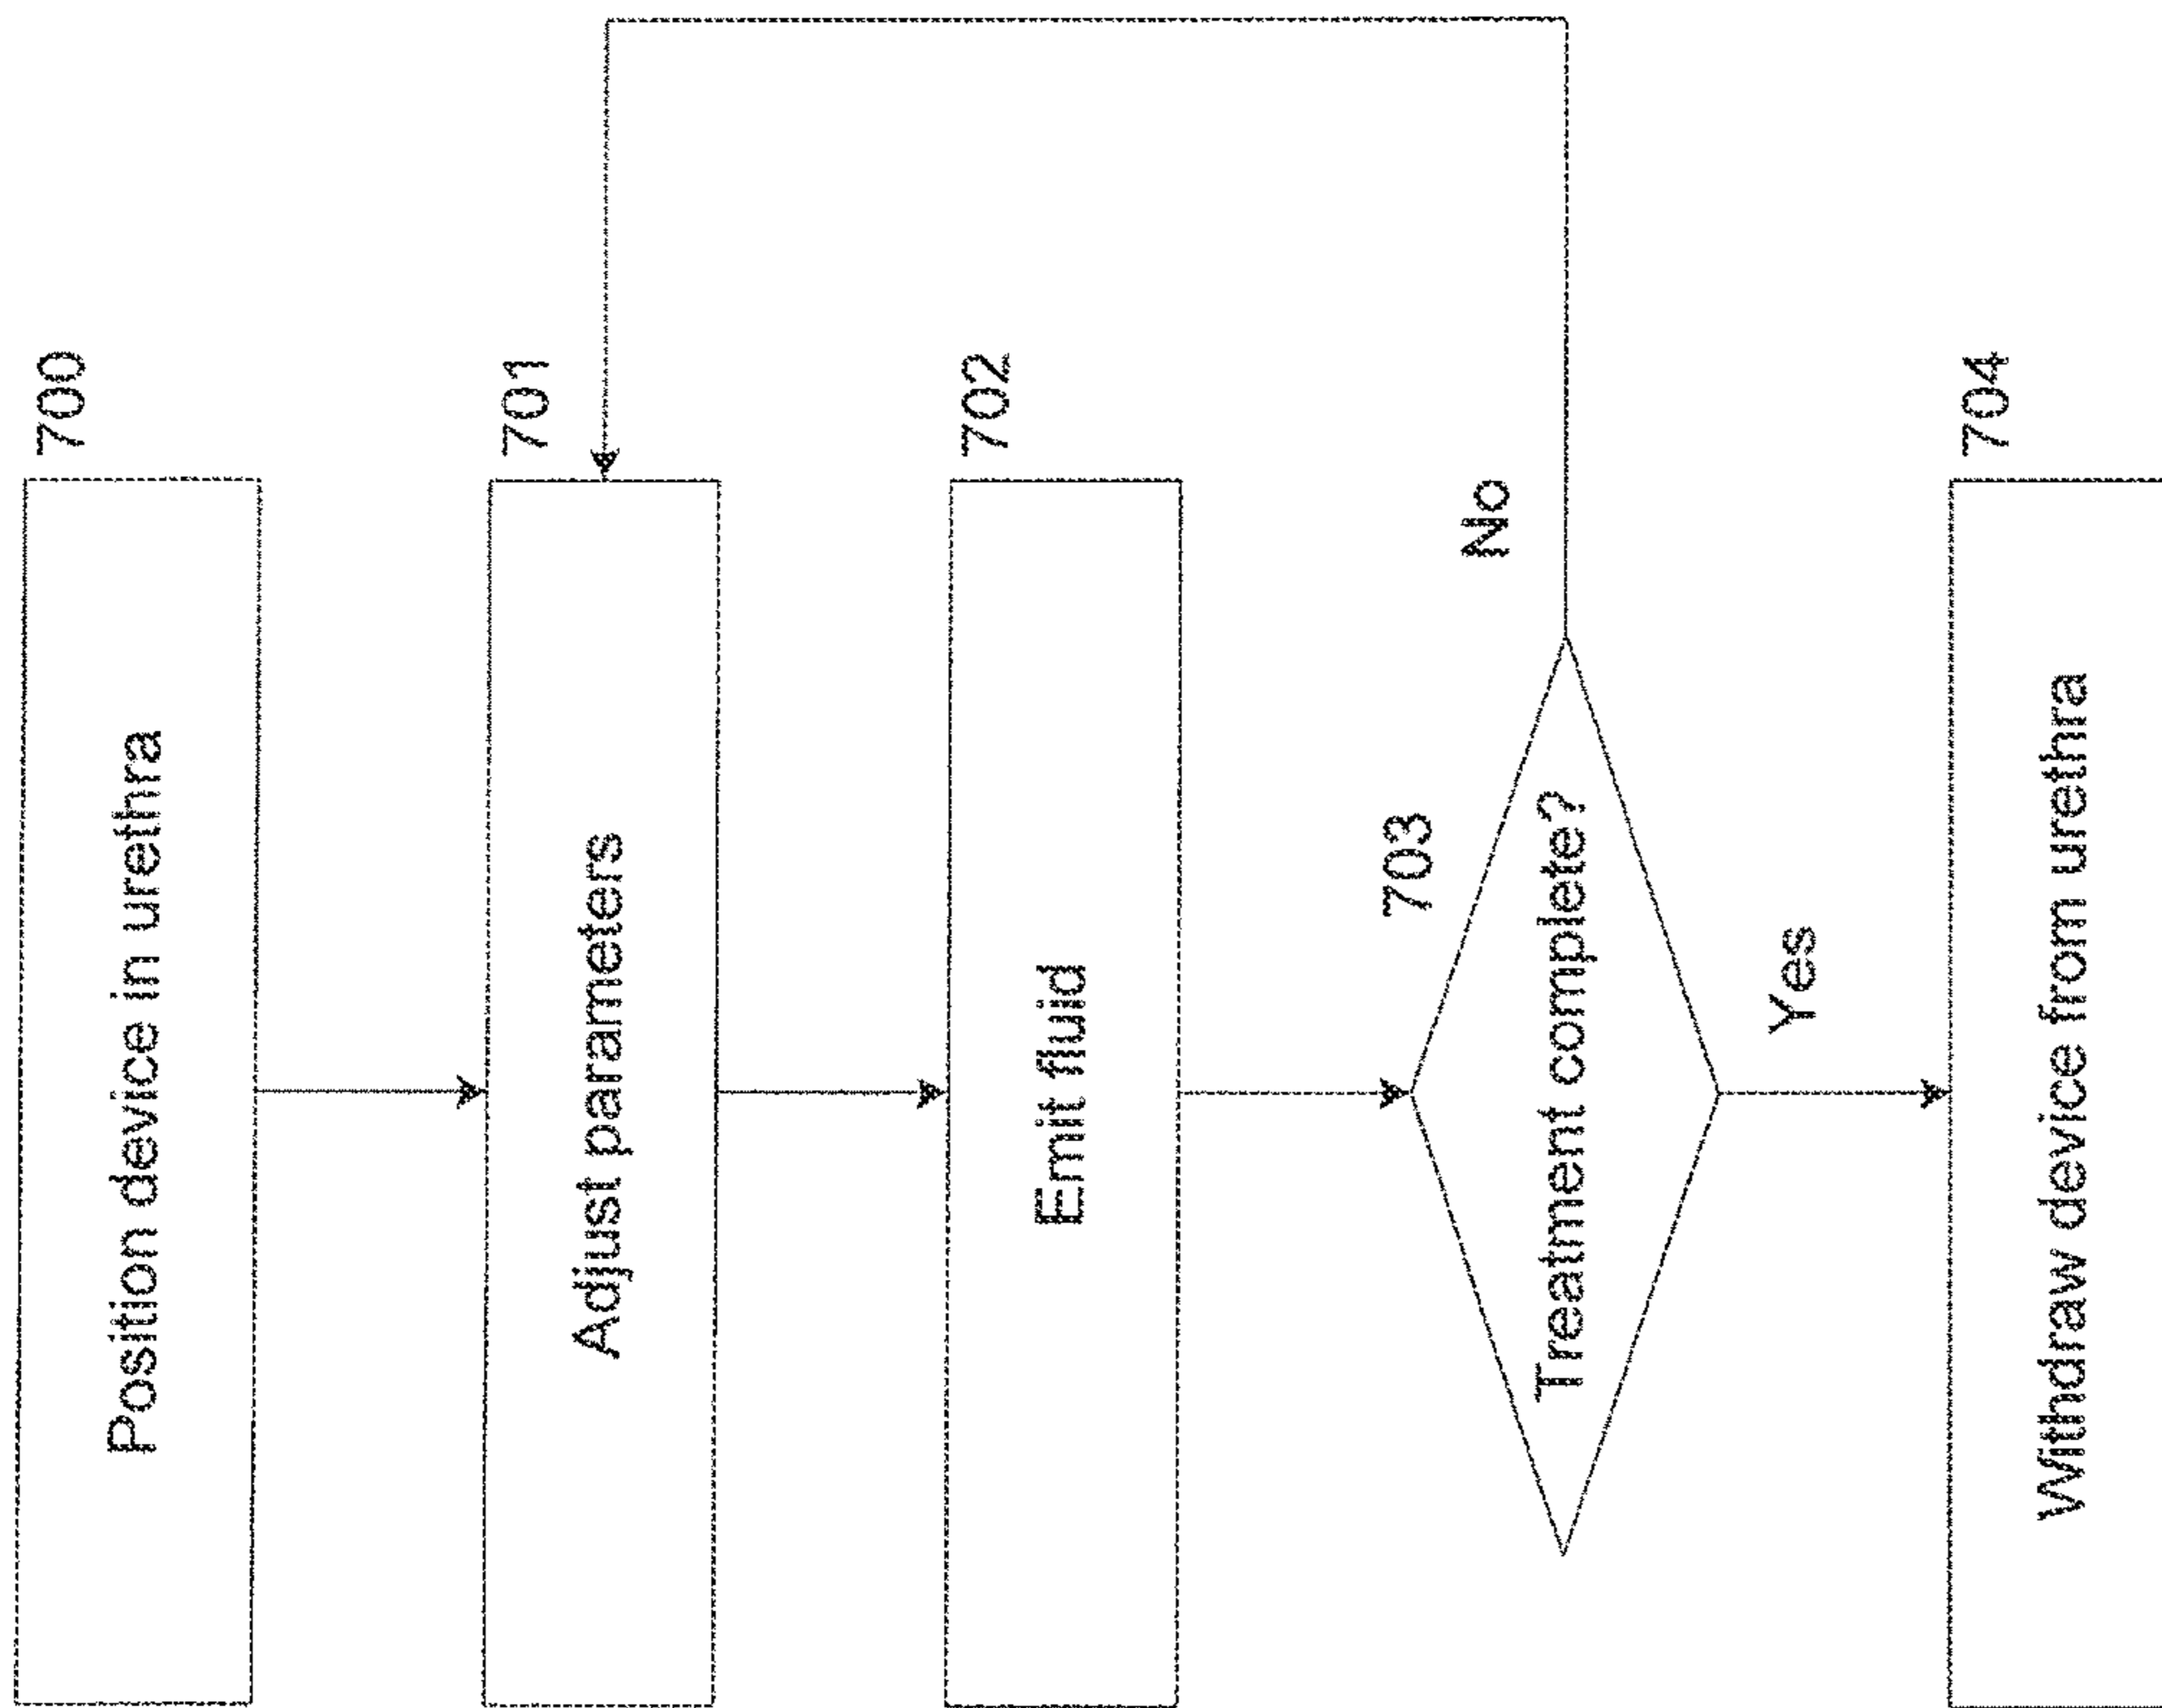 700
Position device in urethra
701
Adjust parameters
702
Emit fluid
703
Treatment complete?
No
Yes
704
Withdraw device from urethra